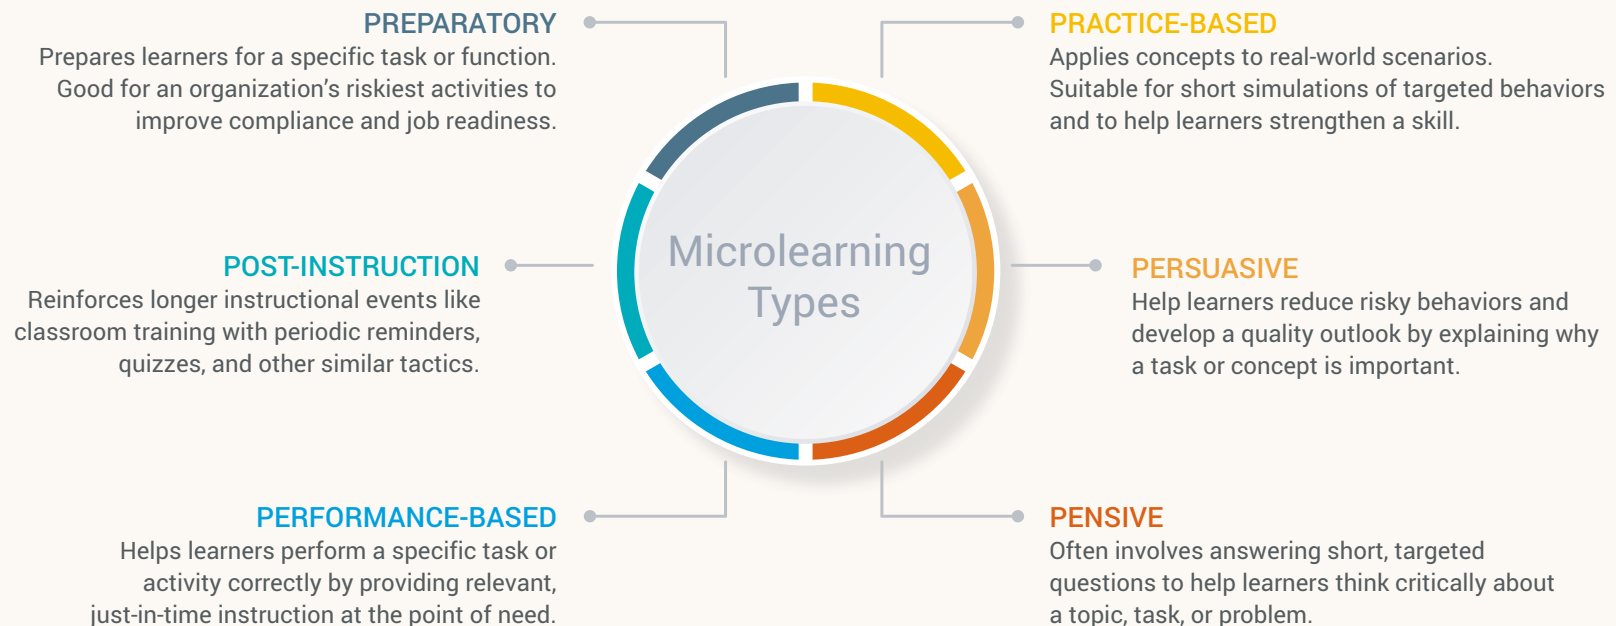 PREPARATORY
Prepares learners for a specific task or function.
Good for an organization's riskiest activities to
improve compliance and job readiness.
PRACTICE-BASED
Applies concepts to real-world scenarios.
Suitable for short simulations of targeted behaviors
and to help learners strengthen a skill.
Microlearning
Types
POST-INSTRUCTION
Reinforces longer instructional events like
classroom training with periodic reminders,
quizzes, and other similar tactics.
PERSUASIVE
Help learners reduce risky behaviors and
develop a quality outlook by explaining why
a task or concept is important.
PERFORMANCE-BASED
Helps learners perform a specific task or
activity correctly by providing relevant,
just-in-time instruction at the point of need.
PENSIVE
Often involves answering short, targeted
questions to help learners think critically about
a topic, task, or problem.